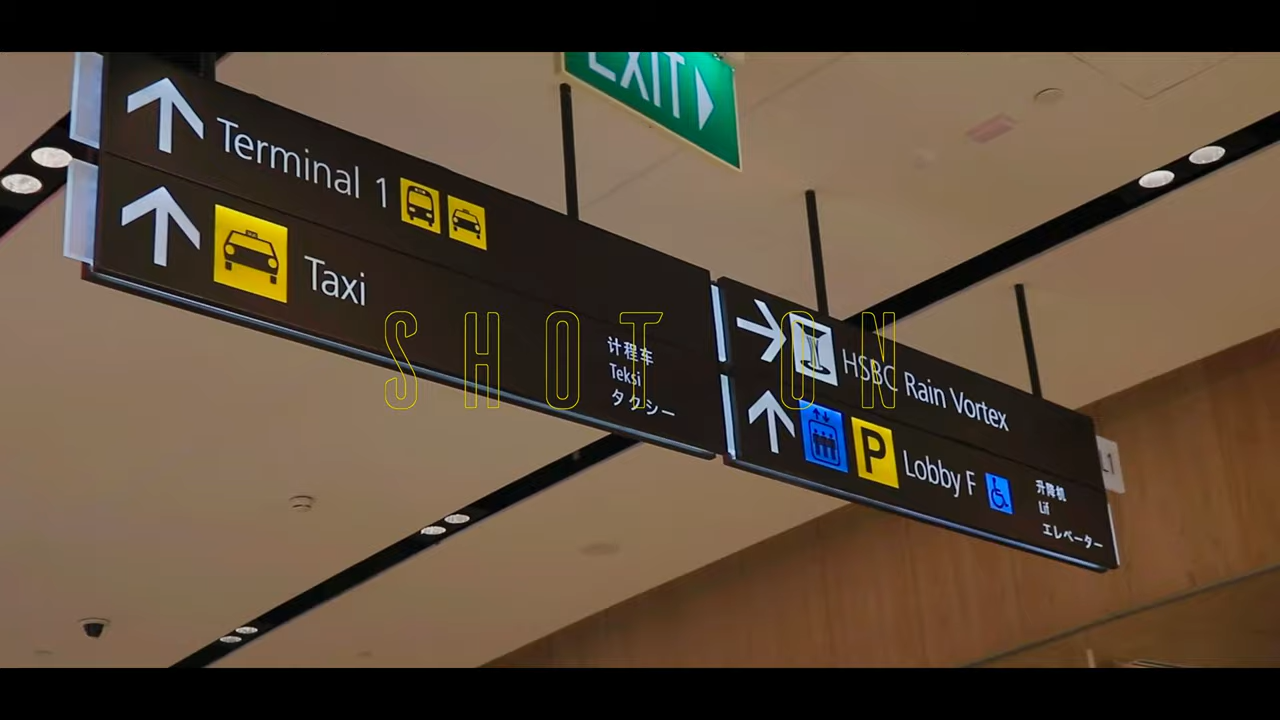 EXIT
Terminal 1
Taxi
计程车
Teksi
タクシー
SHOT ON
HSBC Rain Vortex
P Lobby F
升降机
Lif
エレベーター
L1